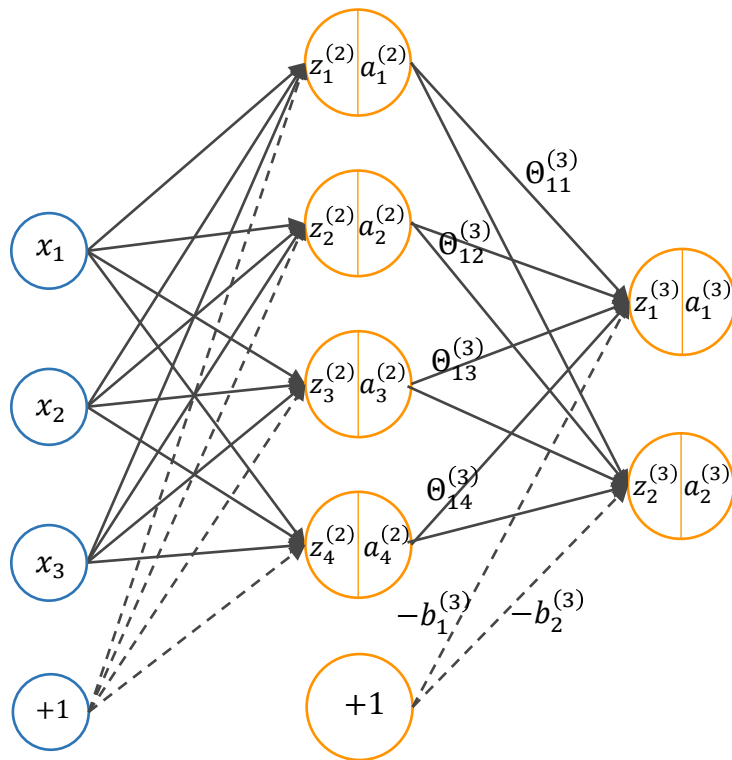 z₁⁽²⁾ a₁⁽²⁾
Θ₁₁⁽³⁾
x₁
z₂⁽²⁾ a₂⁽²⁾
Θ₁₂⁽³⁾
z₁⁽³⁾ a₁⁽³⁾
x₂
z₃⁽²⁾ a₃⁽²⁾
Θ₁₃⁽³⁾
z₂⁽³⁾ a₂⁽³⁾
x₃
z₄⁽²⁾ a₄⁽²⁾
Θ₁₄⁽³⁾
−b₁⁽³⁾
−b₂⁽³⁾
+1
+1